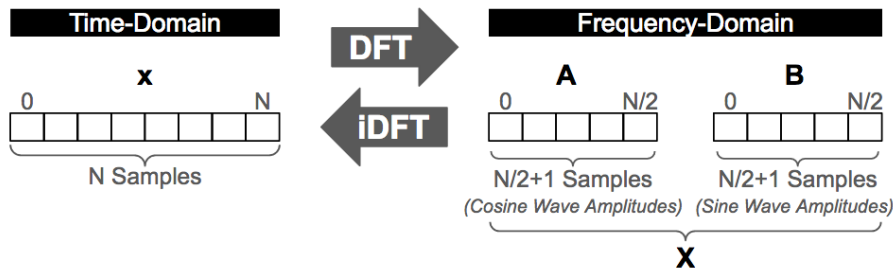 Time-Domain
DFT
Frequency-Domain
x
A
B
0 N
0 N/2
0 N/2
iDFT
N Samples
N/2+1 Samples
(Cosine Wave Amplitudes)
N/2+1 Samples
(Sine Wave Amplitudes)
X